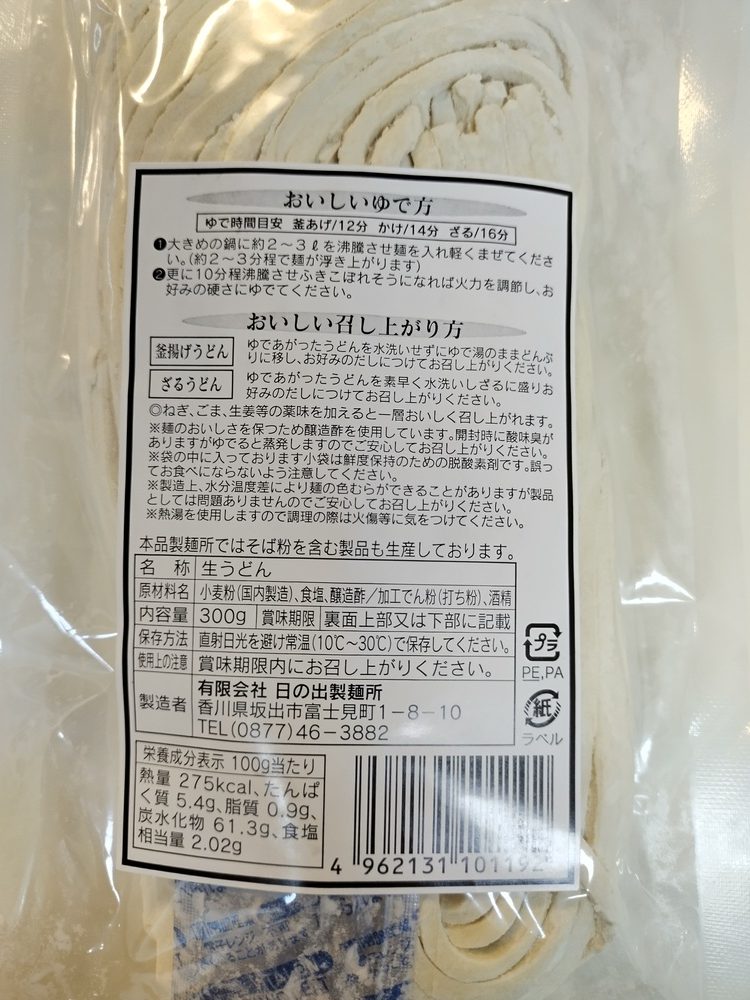 おいしいゆで方
ゆで時間目安 釜あげ/12分 かけ/14分 ざる/16分
❶大きめの鍋に約2〜3ℓを沸騰させ麺を入れ軽くまぜてくださ
い。(約2〜3分程で麺が浮き上がります)
❷更に10分程沸騰させふきこぼれそうになれば火力を調節し、お
好みの硬さにゆでてください。
おいしい召し上がり方
釜揚げうどん
ゆであがったうどんを水洗いせずにゆで湯のままどんぶ
りに移し、お好みのだしにつけてお召し上がりください。
ざるうどん
ゆであがったうどんを素早く水洗いしざるに盛りお
好みのだしにつけてお召し上がりください。
◎ねぎ、ごま、生姜等の薬味を加えると一層おいしく召し上がれます。
※麺のおいしさを保つため醸造酢を使用しています。開封時に酸味臭が
ありますがゆでると蒸発しますのでご安心してお召し上がりください。
※袋の中に入っております小袋は鮮度保持のための脱酸素剤です。誤っ
てお食べにならないよう注意してください。
※製造上、水分温度差により麺の色むらができることがありますが製品
としては問題ありませんのでご安心してお召し上がりください。
※熱湯を使用しますので調理の際は火傷等に気をつけてください。
本品製麺所ではそば粉を含む製品も生産しております。
名称 生うどん
原材料名 小麦粉(国内製造)、食塩、醸造酢/加工でん粉(打ち粉)、酒精
内容量 300g 賞味期限 裏面上部又は下部に記載
保存方法 直射日光を避け常温(10℃〜30℃)で保存してください。
使用上の注意 賞味期限内にお召し上がりください。
製造者 有限会社 日の出製麺所
香川県坂出市富士見町1-8-10
TEL(0877)46-3882
プラ
PE,PA
紙
ラベル
栄養成分表示 100g当たり
熱量 275kcal、たんぱ
く質 5.4g、脂質 0.9g、
炭水化物 61.3g、食塩
相当量 2.02g
4 962131 101192